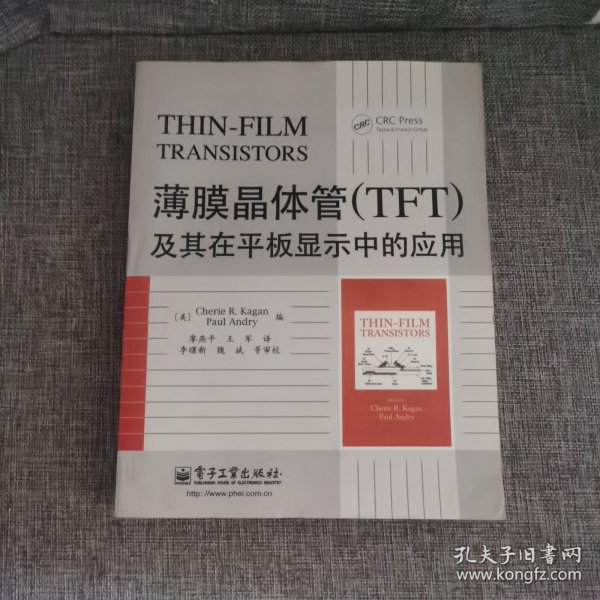 THIN-FILM
TRANSISTORS
CRC
CRC Press
Taylor & Francis Group
薄膜晶体管(TFT)
及其在平板显示中的应用
[美] Cherie R. Kagan
Paul Andry 编
廖燕平 王军 译
李曙新 魏斌 等审校
THIN-FILM
TRANSISTORS
Cherie R. Kagan
Paul Andry
電子工業出版社
PUBLISHING HOUSE OF ELECTRONICS INDUSTRY
http: //www.phei.com.cn
孔夫子旧書网
www.kongfz.com